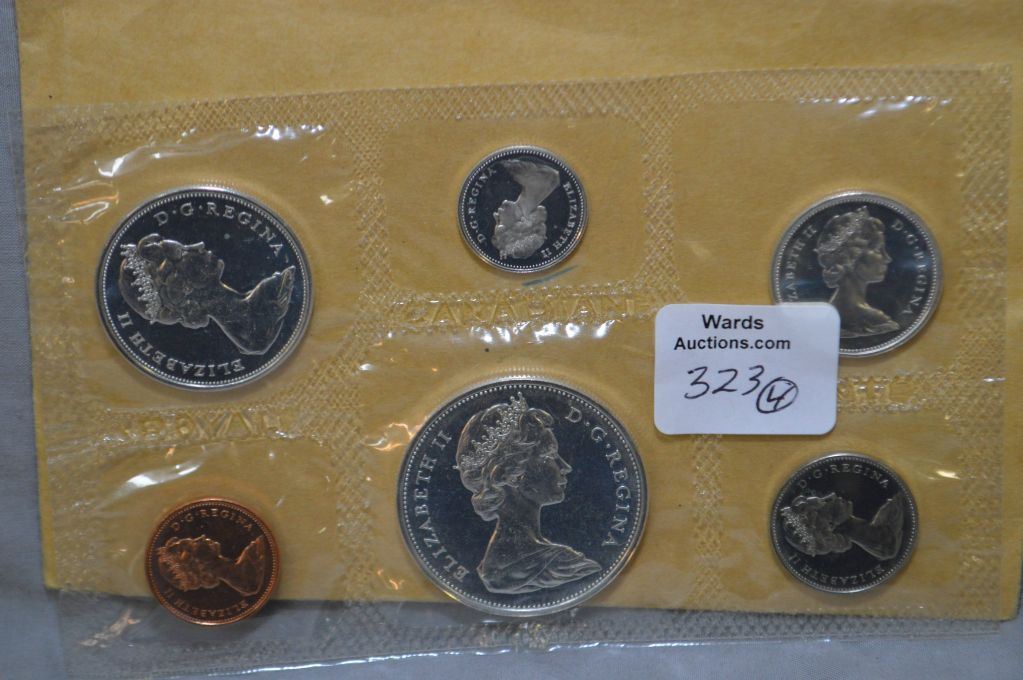 D·G·REGINA
ELIZABETH II
D·G·REGINA
ELIZABETH II
ELIZABETH II
D·G·REGINA
CANADIAN
Wards
Auctions.com
323 4
D·G·REGINA
ELIZABETH II
ELIZABETH II
D·G·REGINA
D·G·REGINA
ELIZABETH II